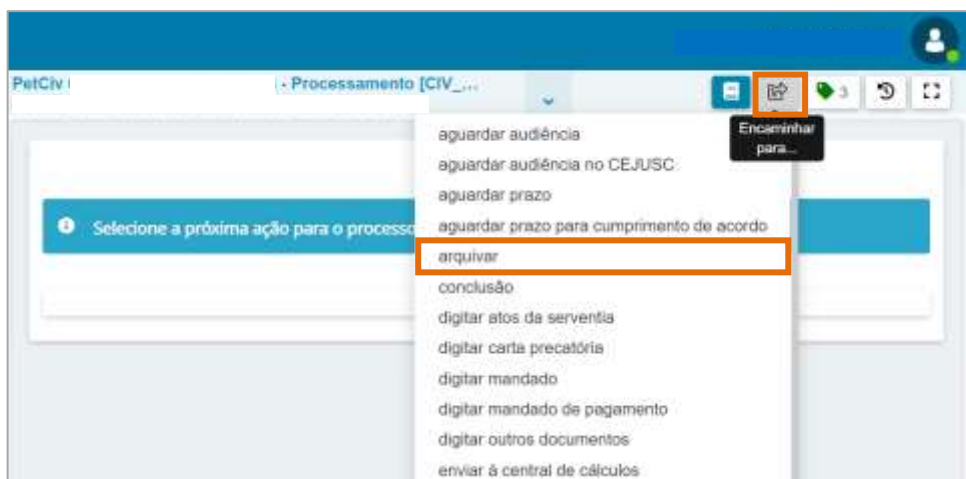 PetCiv
- Processamento [CIV_...
3
Encaminhar
para...
aguardar audiência
aguardar audiência no CEJUSC
aguardar prazo
aguardar prazo para cumprimento de acordo
Selecione a próxima ação para o processo
arquivar
conclusão
digitar atos da serventia
digitar carta precatória
digitar mandado
digitar mandado de pagamento
digitar outros documentos
enviar à central de cálculos